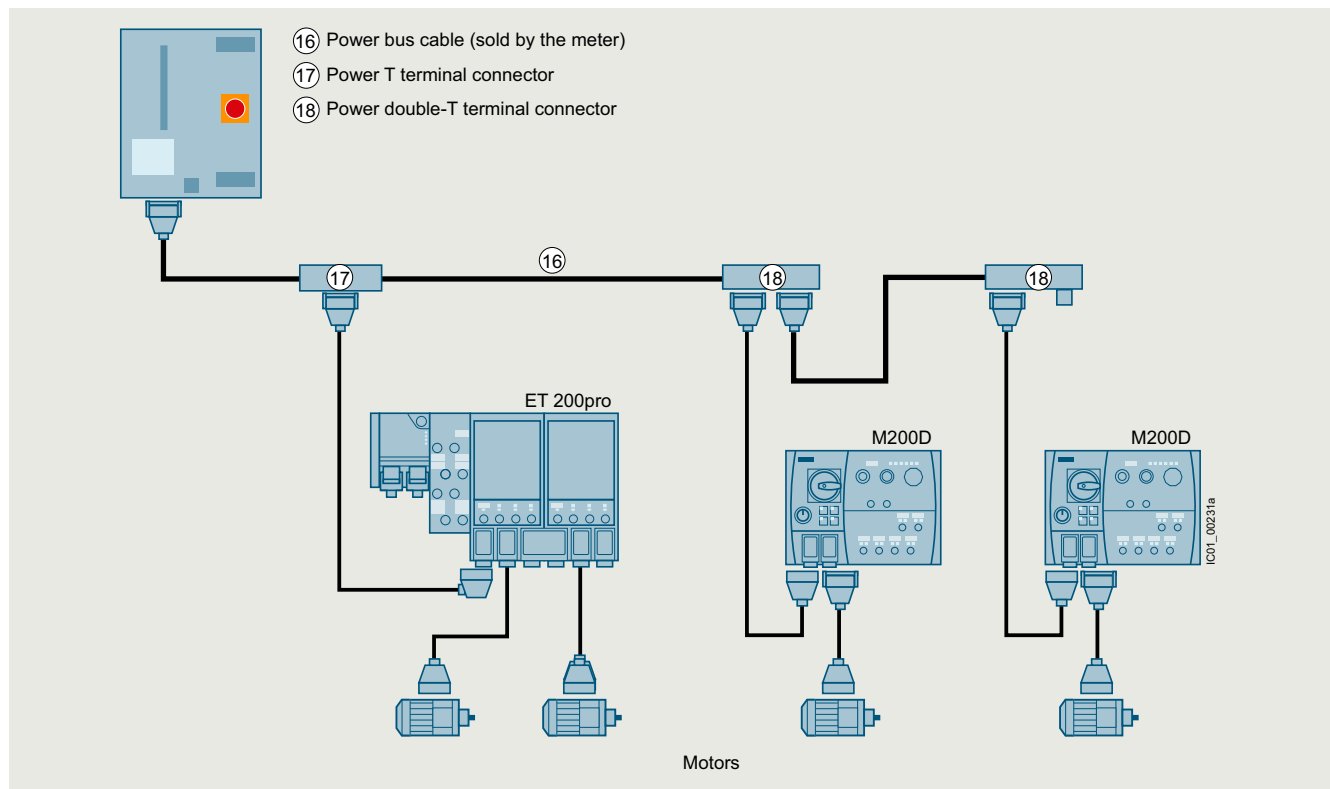 16 Power bus cable (sold by the meter)
17 Power T terminal connector
18 Power double-T terminal connector
16
17
18
18
ET 200pro
M200D
M200D
IC01_00231a
Motors